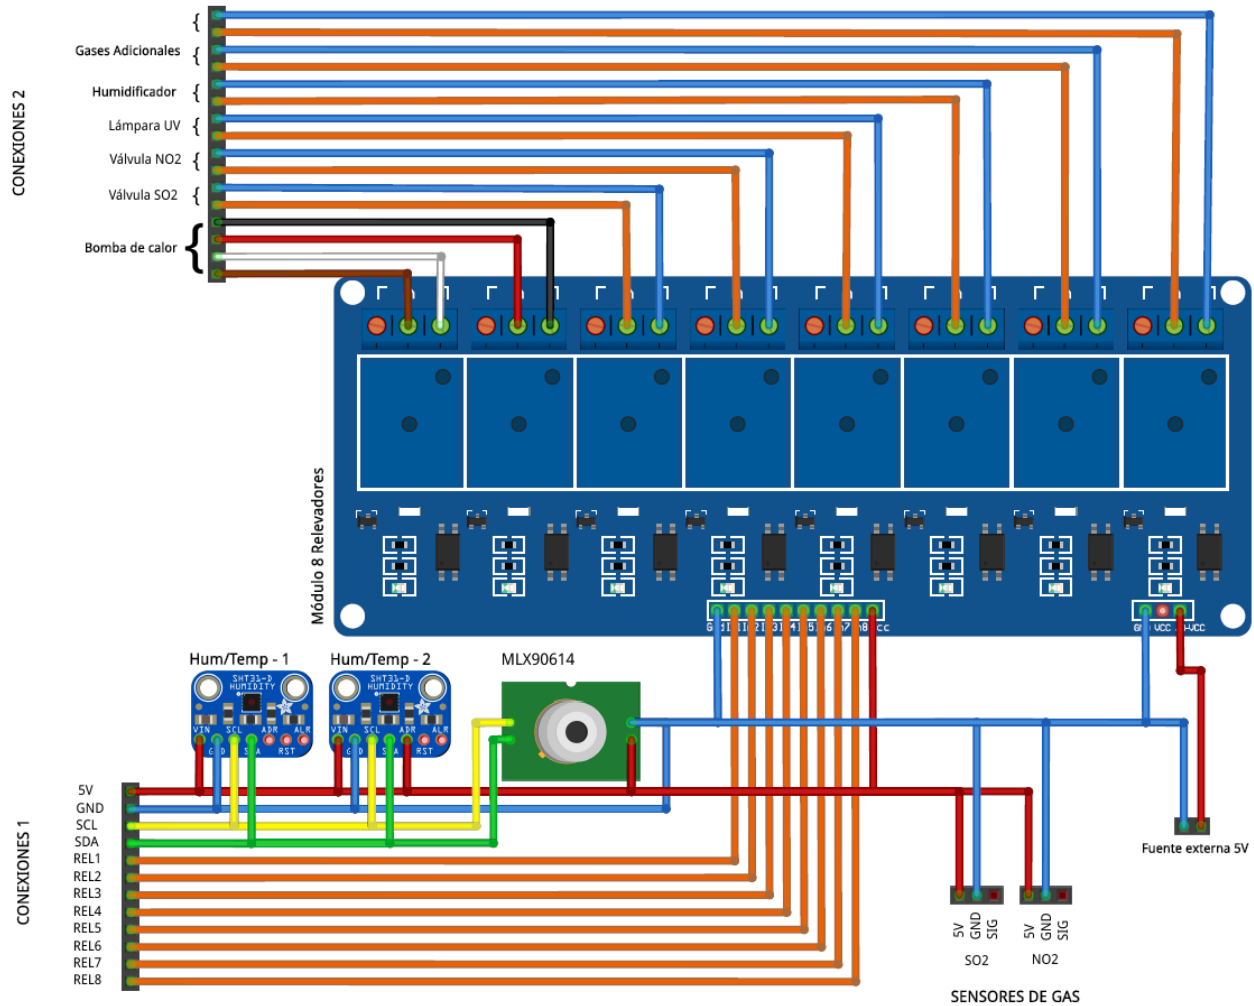 CONEXIONES 2
{
Gases Adicionales {
Humidificador {
Lámpara UV {
Válvula NO2 {
Válvula SO2 {
Bomba de calor {
Módulo 8 Relevadores
GND VCC JD-VCC
Hum/Temp - 1
SHT31-D
HUMIDITY
VIN SCL ADR ALR
GND SDA RST
Hum/Temp - 2
SHT31-D
HUMIDITY
VIN SCL ADR ALR
GND SDA RST
MLX90614
CONEXIONES 1
5V
GND
SCL
SDA
REL1
REL2
REL3
REL4
REL5
REL6
REL7
REL8
Fuente externa 5V
5V
GND
SIG
SO2
5V
GND
SIG
NO2
SENSORES DE GAS